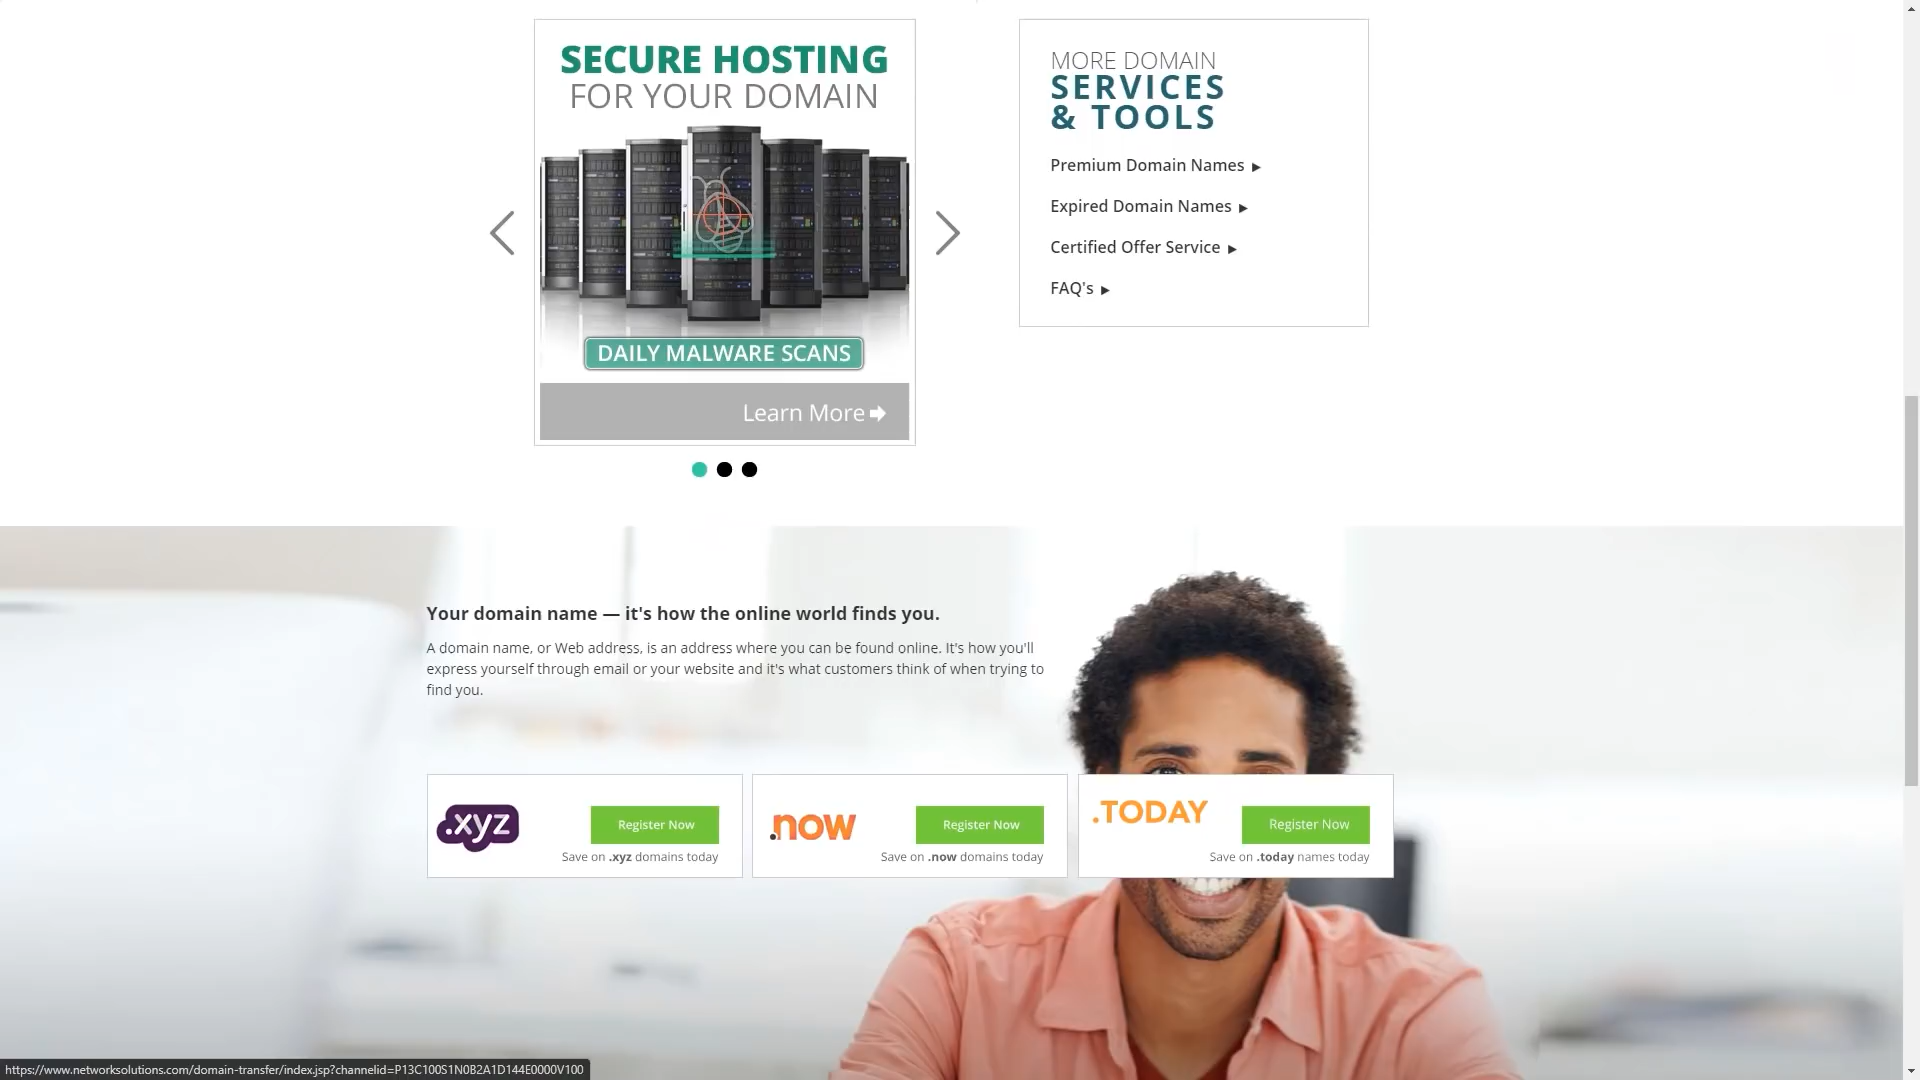 SECURE HOSTING
FOR YOUR DOMAIN
DAILY MALWARE SCANS
Learn More
MORE DOMAIN
SERVICES
& TOOLS
Premium Domain Names ▶
Expired Domain Names ▶
Certified Offer Service ▶
FAQ's ▶
Your domain name — it's how the online world finds you.
A domain name, or Web address, is an address where you can be found online. It's how you'll
express yourself through email or your website and it's what customers think of when trying to
find you.
.xyz
Register Now
Save on .xyz domains today
.now
Register Now
Save on .now domains today
.TODAY
Register Now
Save on .today names today
https://www.networksolutions.com/domain-transfer/index.jsp?channelid=P13C100S1N0B2A1D144E0000V100